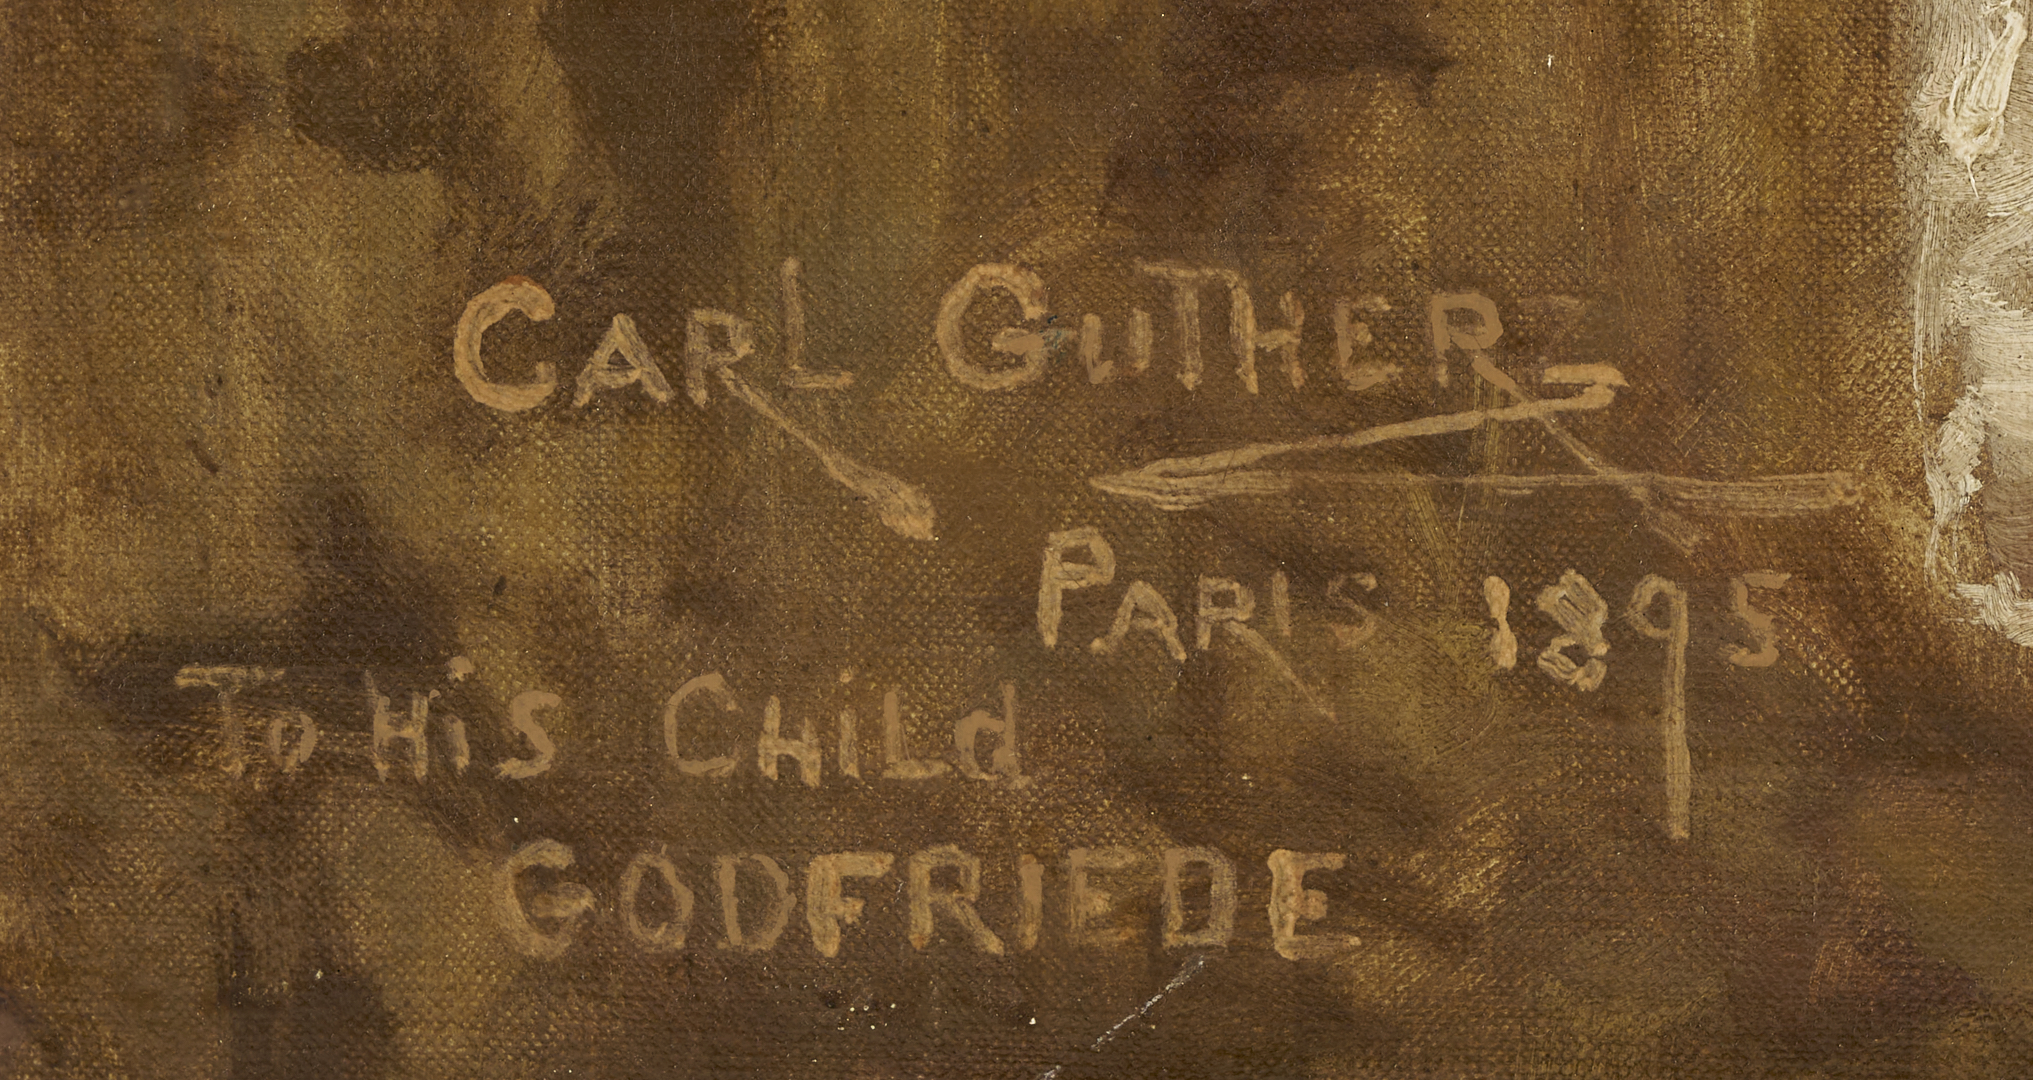 CARL GUTHERZ
PARIS 1895
To HiS CHiLd
GODFRIEDE